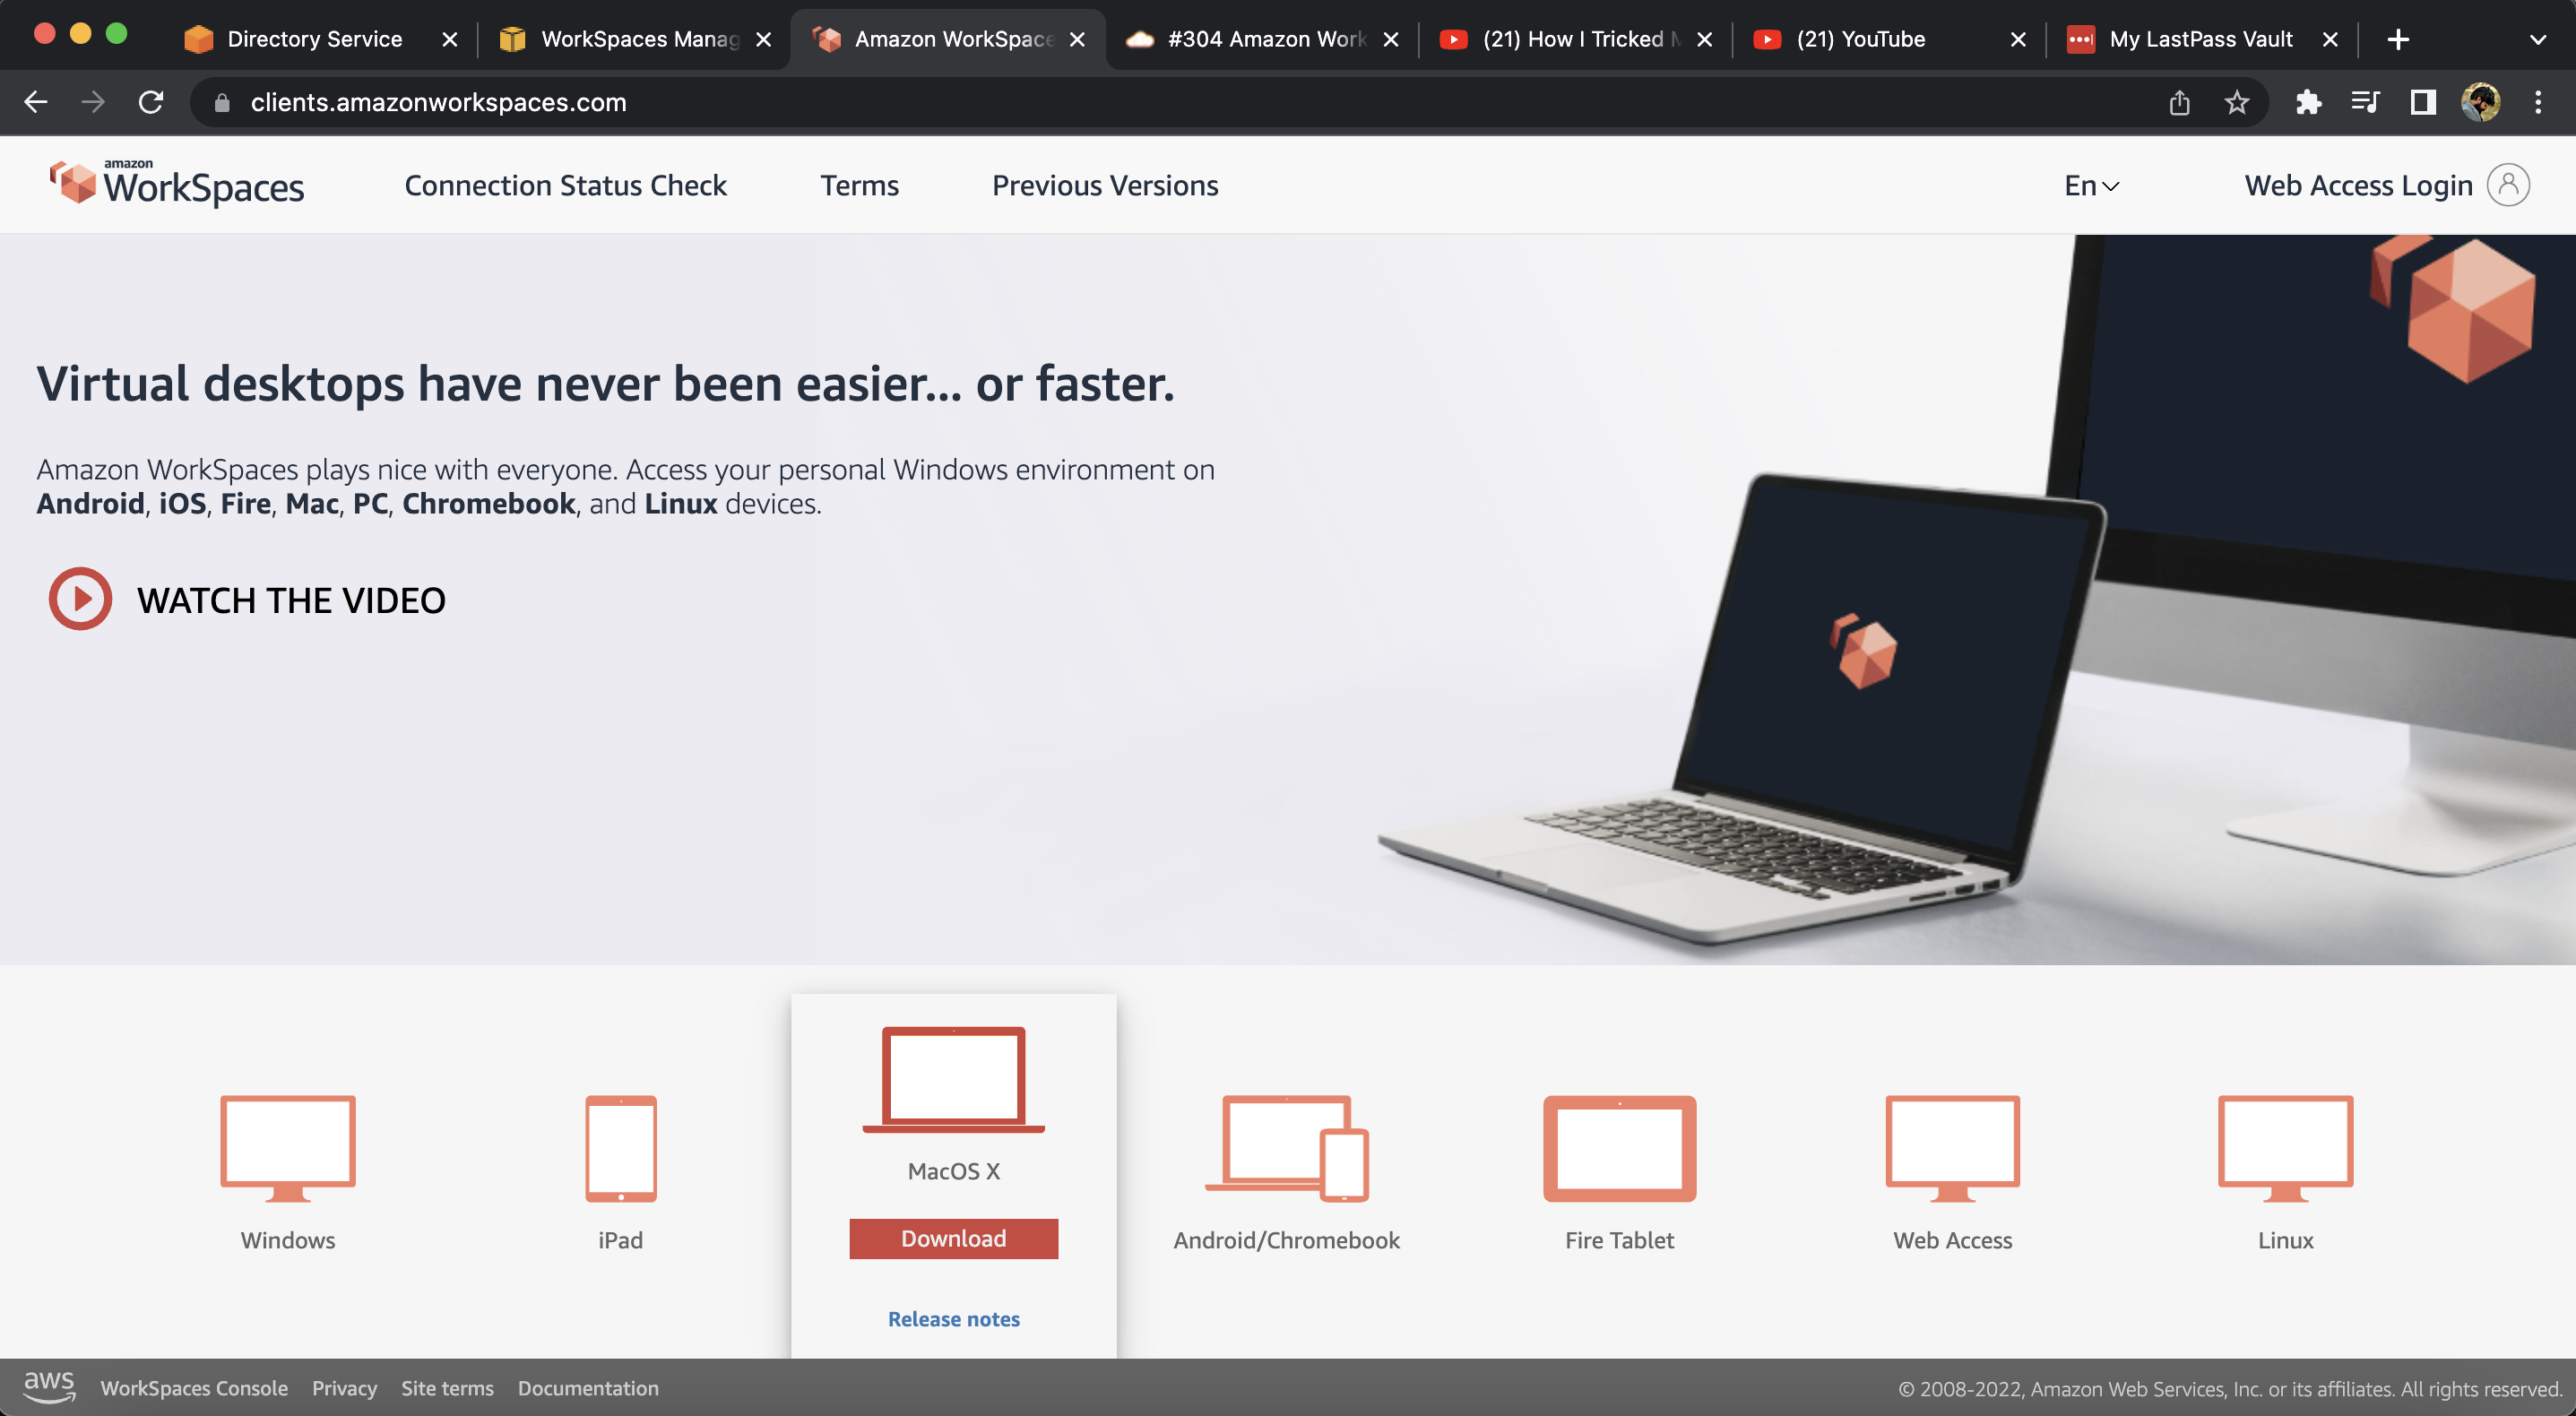 Directory Service
WorkSpaces Manag
Amazon WorkSpace
#304 Amazon Work
(21) How I Tricked M
(21) YouTube
My LastPass Vault
clients.amazonworkspaces.com
amazon
WorkSpaces
Connection Status Check
Terms
Previous Versions
En
Web Access Login
Virtual desktops have never been easier... or faster.
Amazon WorkSpaces plays nice with everyone. Access your personal Windows environment on
Android, iOS, Fire, Mac, PC, Chromebook, and Linux devices.
WATCH THE VIDEO
Windows
iPad
MacOS X
Download
Release notes
Android/Chromebook
Fire Tablet
Web Access
Linux
aws
WorkSpaces Console
Privacy
Site terms
Documentation
© 2008-2022, Amazon Web Services, Inc. or its affiliates. All rights reserved.